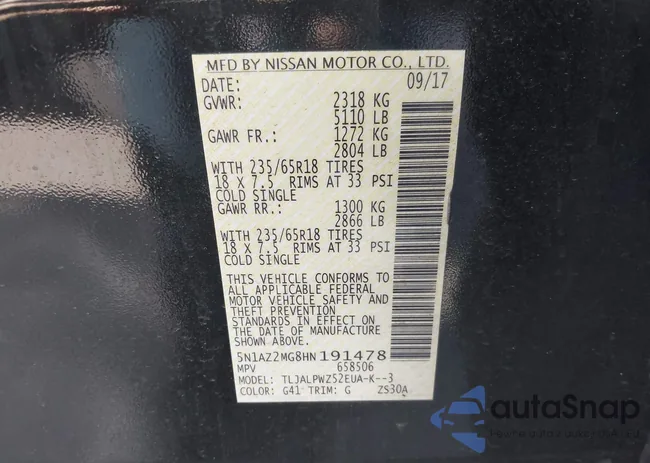 MFD BY NISSAN MOTOR CO., LTD.
DATE: 09/17
GVWR: 2318 KG
5110 LB
GAWR FR.: 1272 KG
2804 LB
WITH 235/65R18 TIRES
18 X 7.5 RIMS AT 33 PSI
COLD SINGLE
GAWR RR.: 1300 KG
2866 LB
WITH 235/65R18 TIRES
18 X 7.5 RIMS AT 33 PSI
COLD SINGLE
THIS VEHICLE CONFORMS TO
ALL APPLICABLE FEDERAL
MOTOR VEHICLE SAFETY AND
THEFT PREVENTION
STANDARDS IN EFFECT ON
THE DATE OF MANUFACTURE
SHOWN ABOVE.
5N1AZ2MG8HN191478
MPV 658506
MODEL: TLJALPWZ52EUA-K--3
COLOR: G41 TRIM: G ZS30A
autaSnap